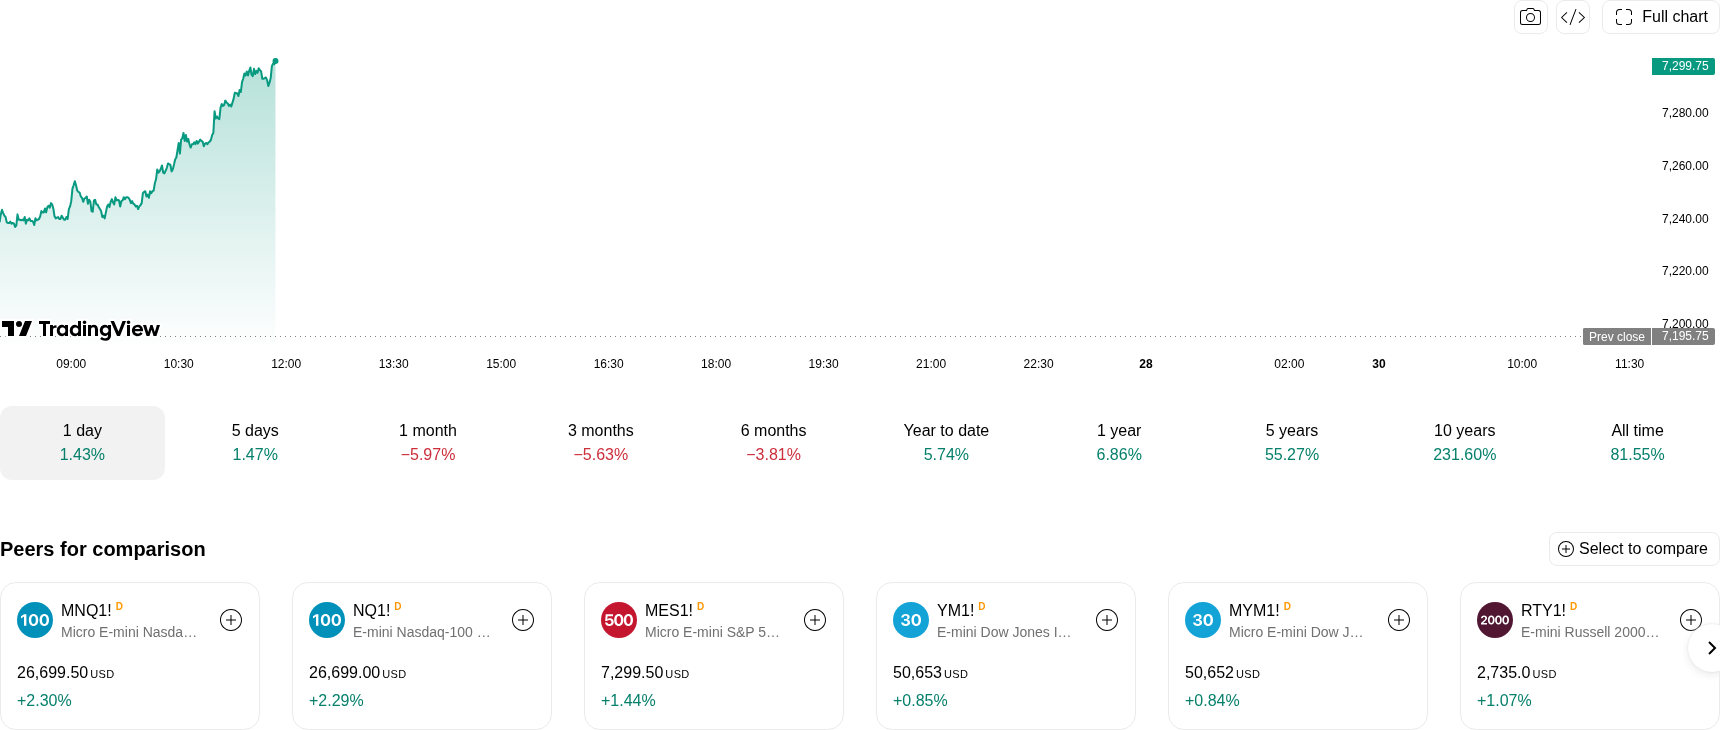 Full chart
7,299.75
7,280.00
7,260.00
7,240.00
7,220.00
7,200.00
TradingView
Prev close 7,195.75
09:00 10:30 12:00 13:30 15:00 16:30 18:00 19:30 21:00 22:30 28 02:00 30 10:00 11:30
1 day 5 days 1 month 3 months 6 months Year to date 1 year 5 years 10 years All time
1.43% 1.47% −5.97% −5.63% −3.81% 5.74% 6.86% 55.27% 231.60% 81.55%
Peers for comparison
Select to compare
100 MNQ1! D
Micro E-mini Nasda…
26,699.50 USD
+2.30%
100 NQ1! D
E-mini Nasdaq-100 …
26,699.00 USD
+2.29%
500 MES1! D
Micro E-mini S&P 5…
7,299.50 USD
+1.44%
30 YM1! D
E-mini Dow Jones I…
50,653 USD
+0.85%
30 MYM1! D
Micro E-mini Dow J…
50,652 USD
+0.84%
2000 RTY1! D
E-mini Russell 2000…
2,735.0 USD
+1.07%